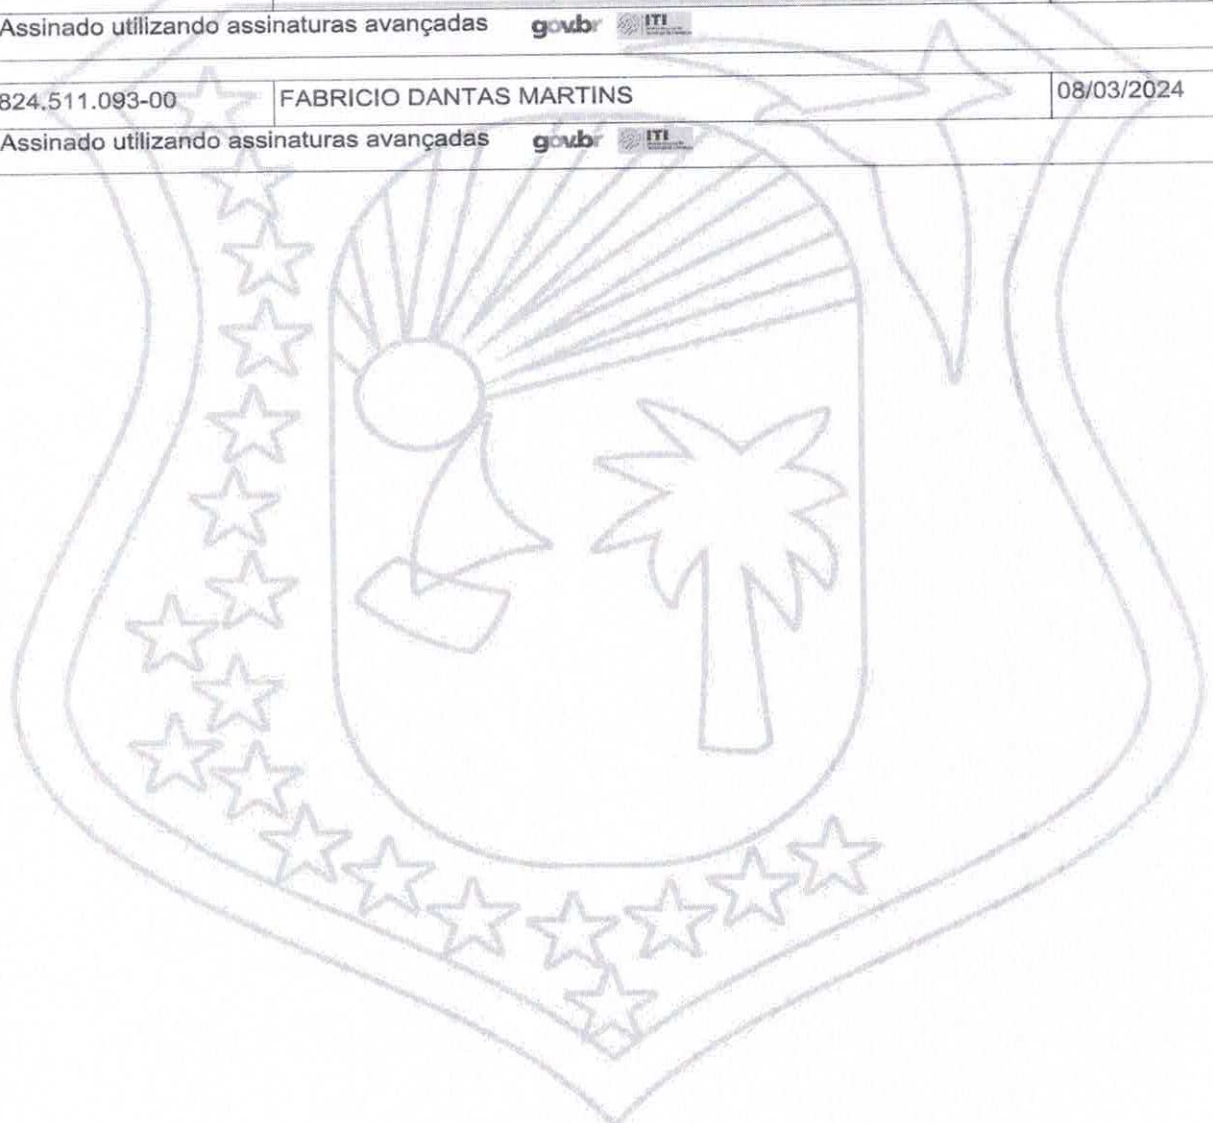 Assinado utilizando assinaturas avançadas gov.br ITI
824.511.093-00 FABRICIO DANTAS MARTINS 08/03/2024
Assinado utilizando assinaturas avançadas gov.br ITI